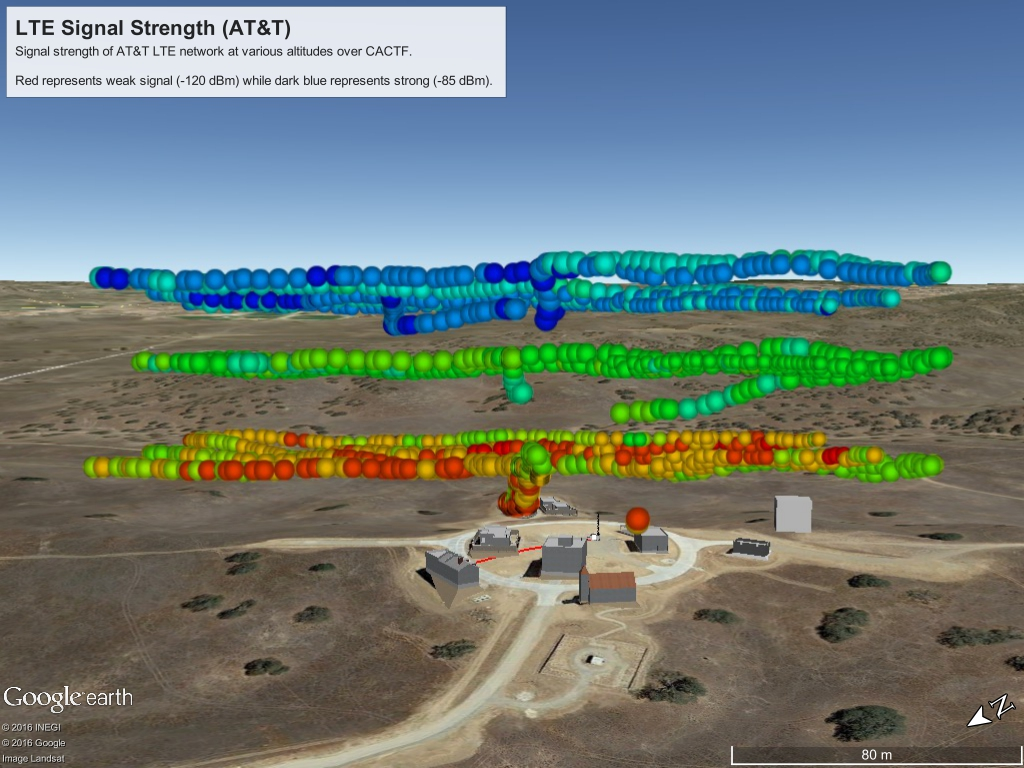 LTE Signal Strength (AT&T)
Signal strength of AT&T LTE network at various altitudes over CACTF.
Red represents weak signal (-120 dBm) while dark blue represents strong (-85 dBm).
Google earth
© 2016 INEGI
© 2016 Google
Image Landsat
N
80 m